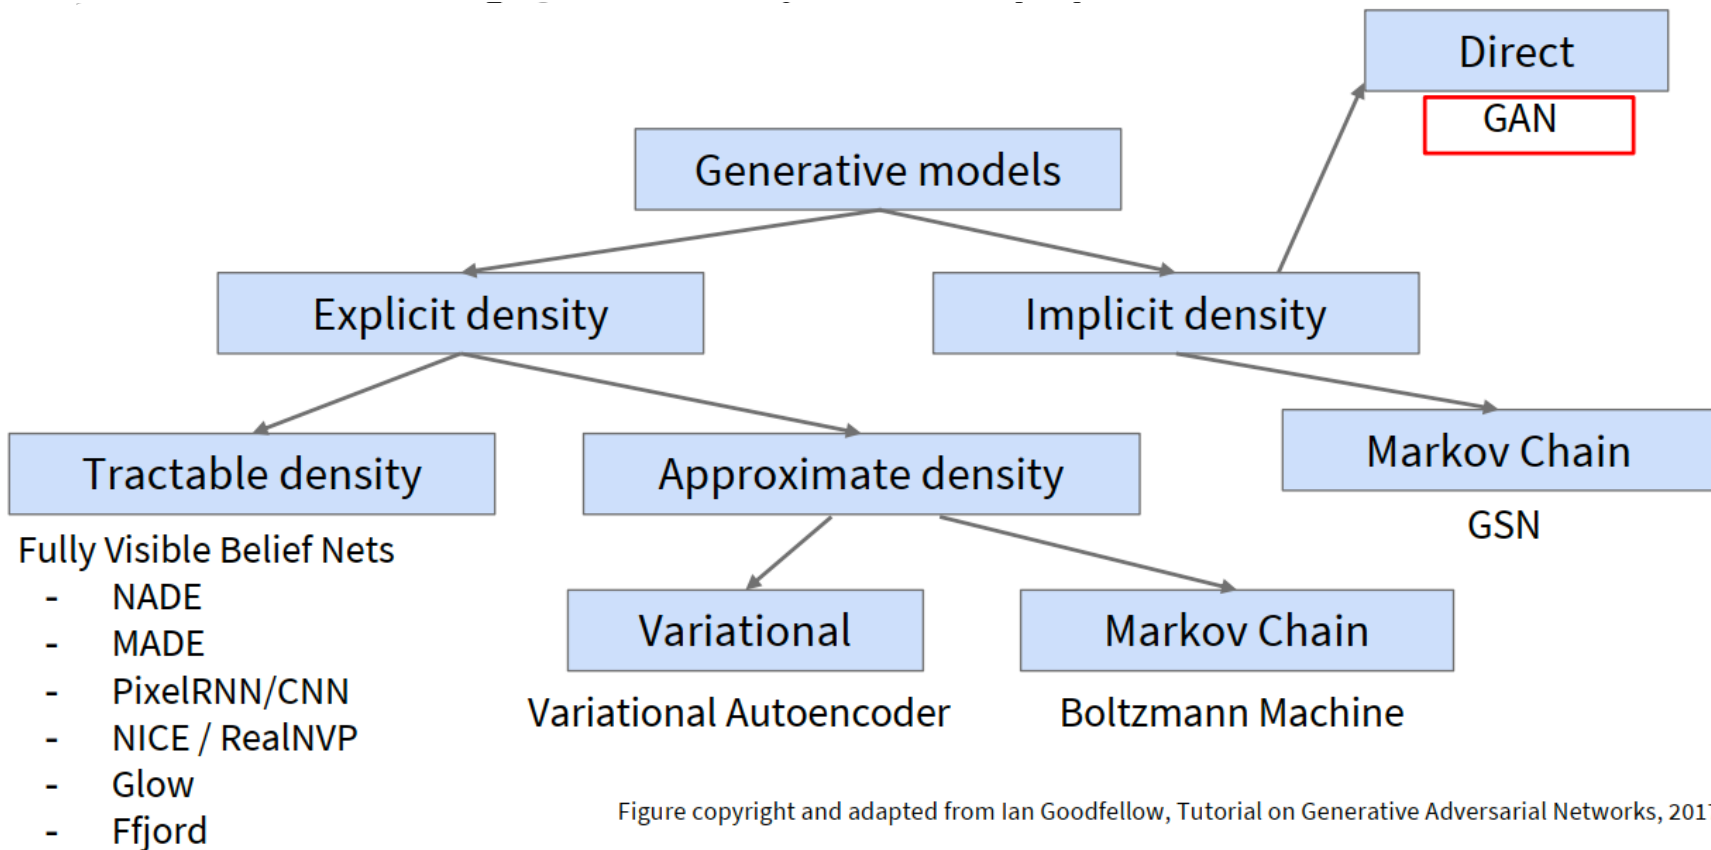 Direct
GAN
Generative models
Explicit density
Implicit density
Tractable density
Approximate density
Markov Chain
GSN
Fully Visible Belief Nets
- NADE
- MADE
- PixelRNN/CNN
- NICE / RealNVP
- Glow
- Ffjord
Variational
Markov Chain
Variational Autoencoder
Boltzmann Machine
Figure copyright and adapted from Ian Goodfellow, Tutorial on Generative Adversarial Networks, 2017